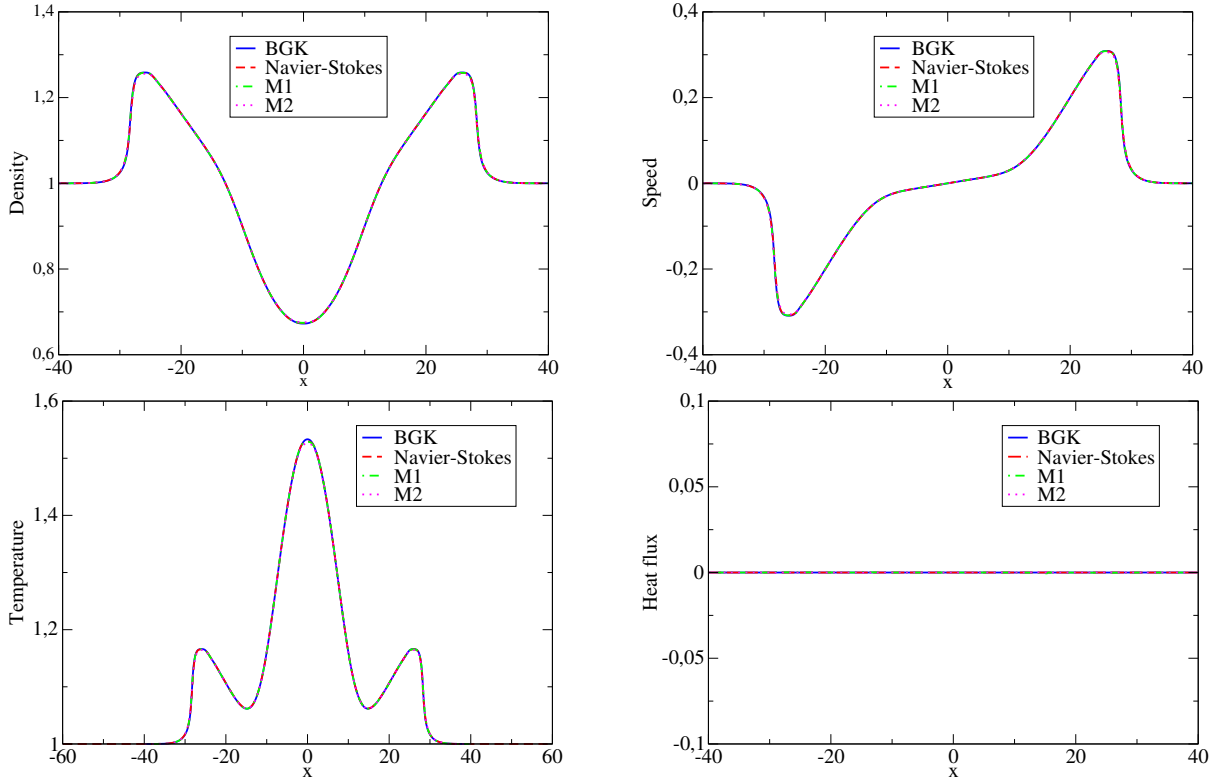 1,4
1,2
1
0,8
0,6
-40
-20
0
20
40
x
Density
BGK
Navier-Stokes
M1
M2
0,4
0,2
0
-0,2
-0,4
-40
-20
0
20
40
x
Speed
BGK
Navier-Stokes
M1
M2
1,6
1,4
1,2
1
-60
-40
-20
0
20
40
60
x
Temperature
BGK
Navier-Stokes
M1
M2
0,1
0,05
0
-0,05
-0,1
-40
-20
0
20
40
x
Heat flux
BGK
Navier-Stokes
M1
M2